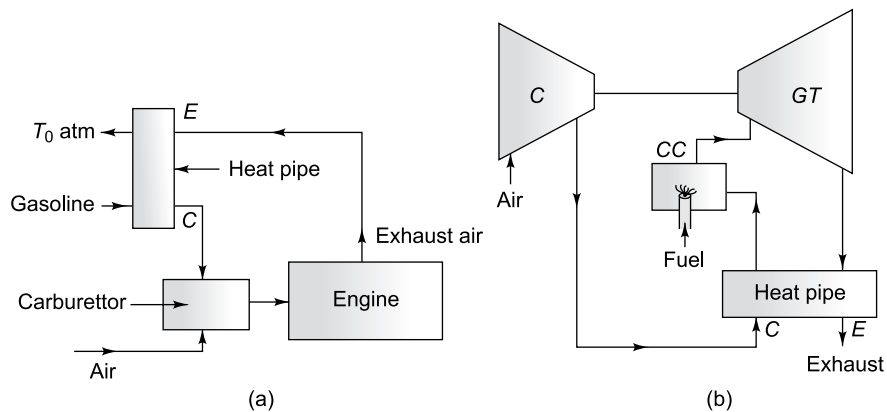 E
T0 atm
Heat pipe
Gasoline
C
Exhaust air
Carburettor
Engine
Air
(a)
C
GT
CC
Air
Fuel
Heat pipe
C
E
Exhaust
(b)